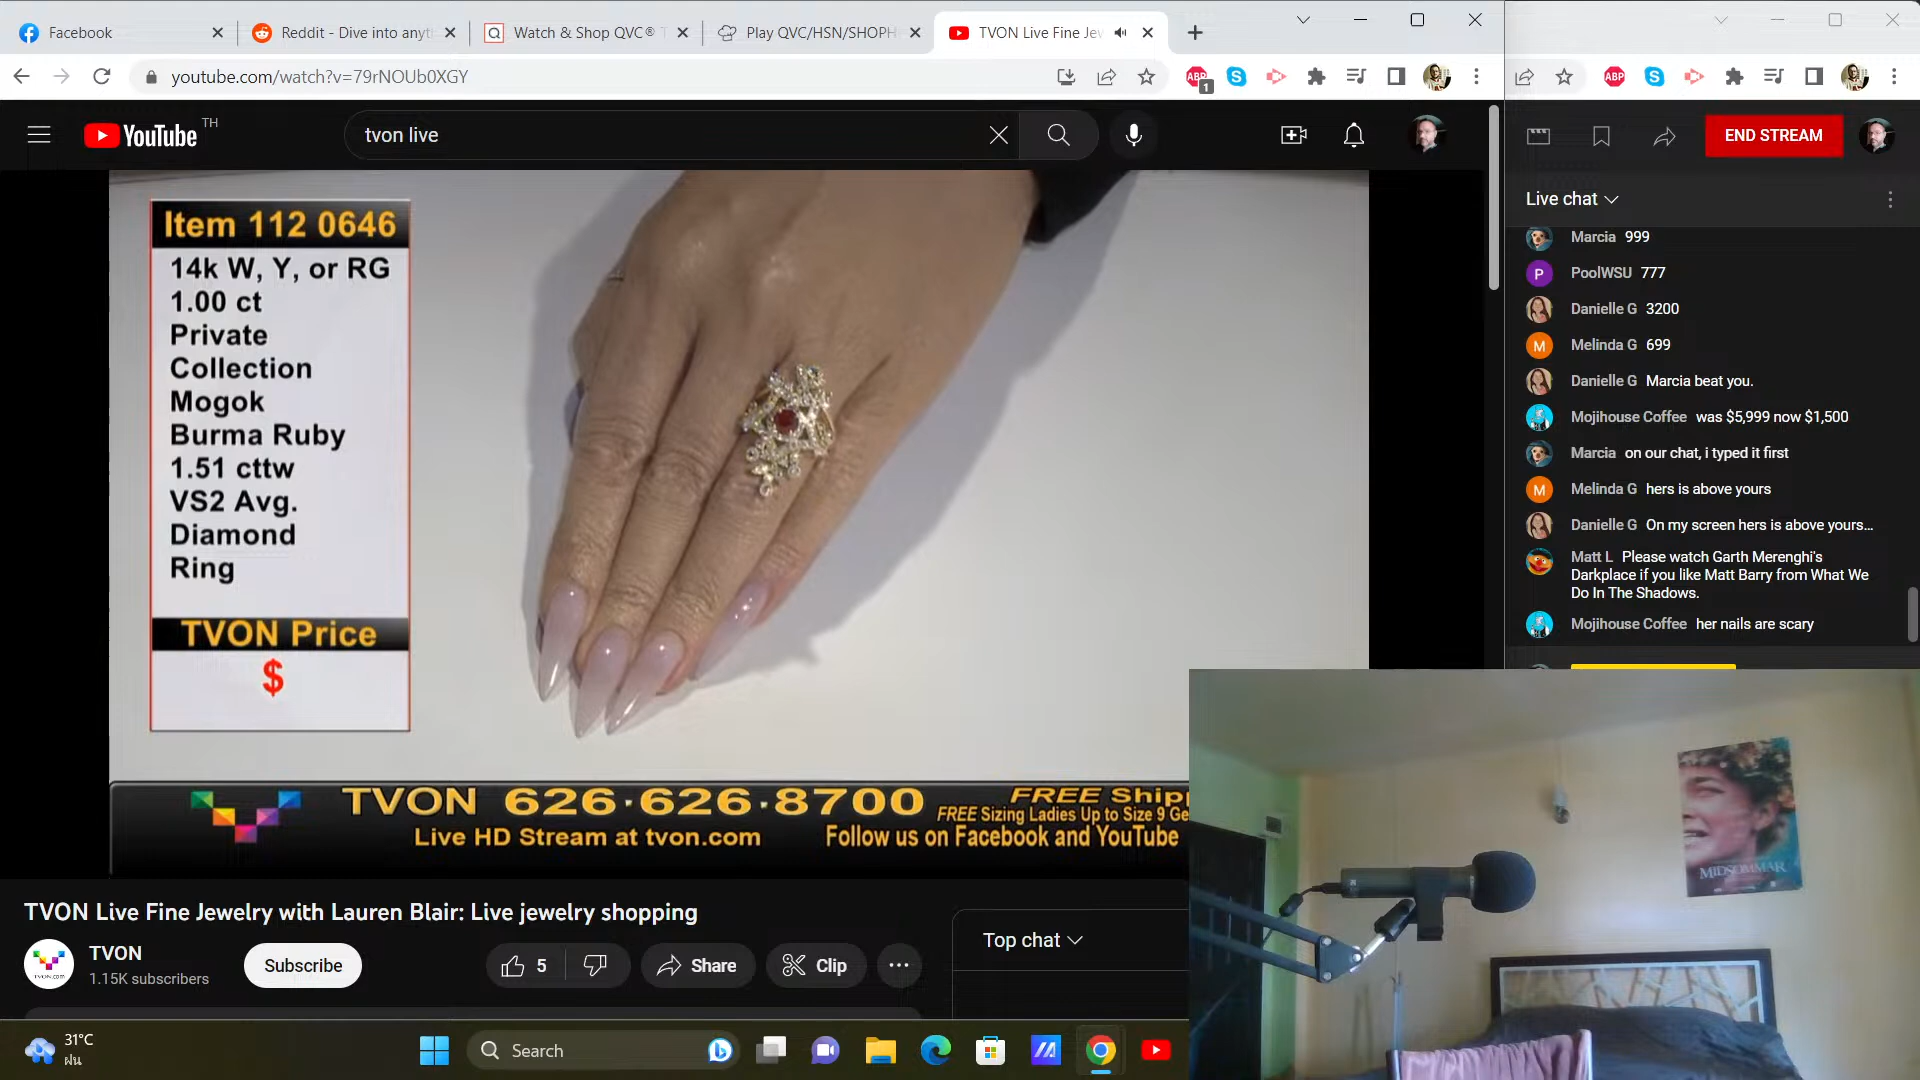 Facebook
Reddit - Dive into anyt
Watch & Shop QVC® T
Play QVC/HSN/SHOPH
TVON Live Fine Jew
youtube.com/watch?v=79rNOUb0XGY
ABP
1
ABP
YouTube TH
tvon live
END STREAM
Item 112 0646
14k W, Y, or RG
1.00 ct
Private
Collection
Mogok
Burma Ruby
1.51 cttw
VS2 Avg.
Diamond
Ring
TVON Price
$
TVON 626·626·8700
FREE Shipp
FREE Sizing Ladies Up to Size 9 Ge
Live HD Stream at tvon.com
Follow us on Facebook and YouTube
Live chat
Marcia 999
P
PoolWSU 777
Danielle G 3200
M
Melinda G 699
Danielle G Marcia beat you.
Mojihouse Coffee was $5,999 now $1,500
Marcia on our chat, i typed it first
M
Melinda G hers is above yours
Danielle G On my screen hers is above yours...
Matt L Please watch Garth Merenghi's
Darkplace if you like Matt Barry from What We
Do In The Shadows.
Mojihouse Coffee her nails are scary
MIDSOMMAR
TVON Live Fine Jewelry with Lauren Blair: Live jewelry shopping
TVON.com
TVON
1.15K subscribers
Subscribe
5
Share
Clip
Top chat
31°C
ฝน
Search